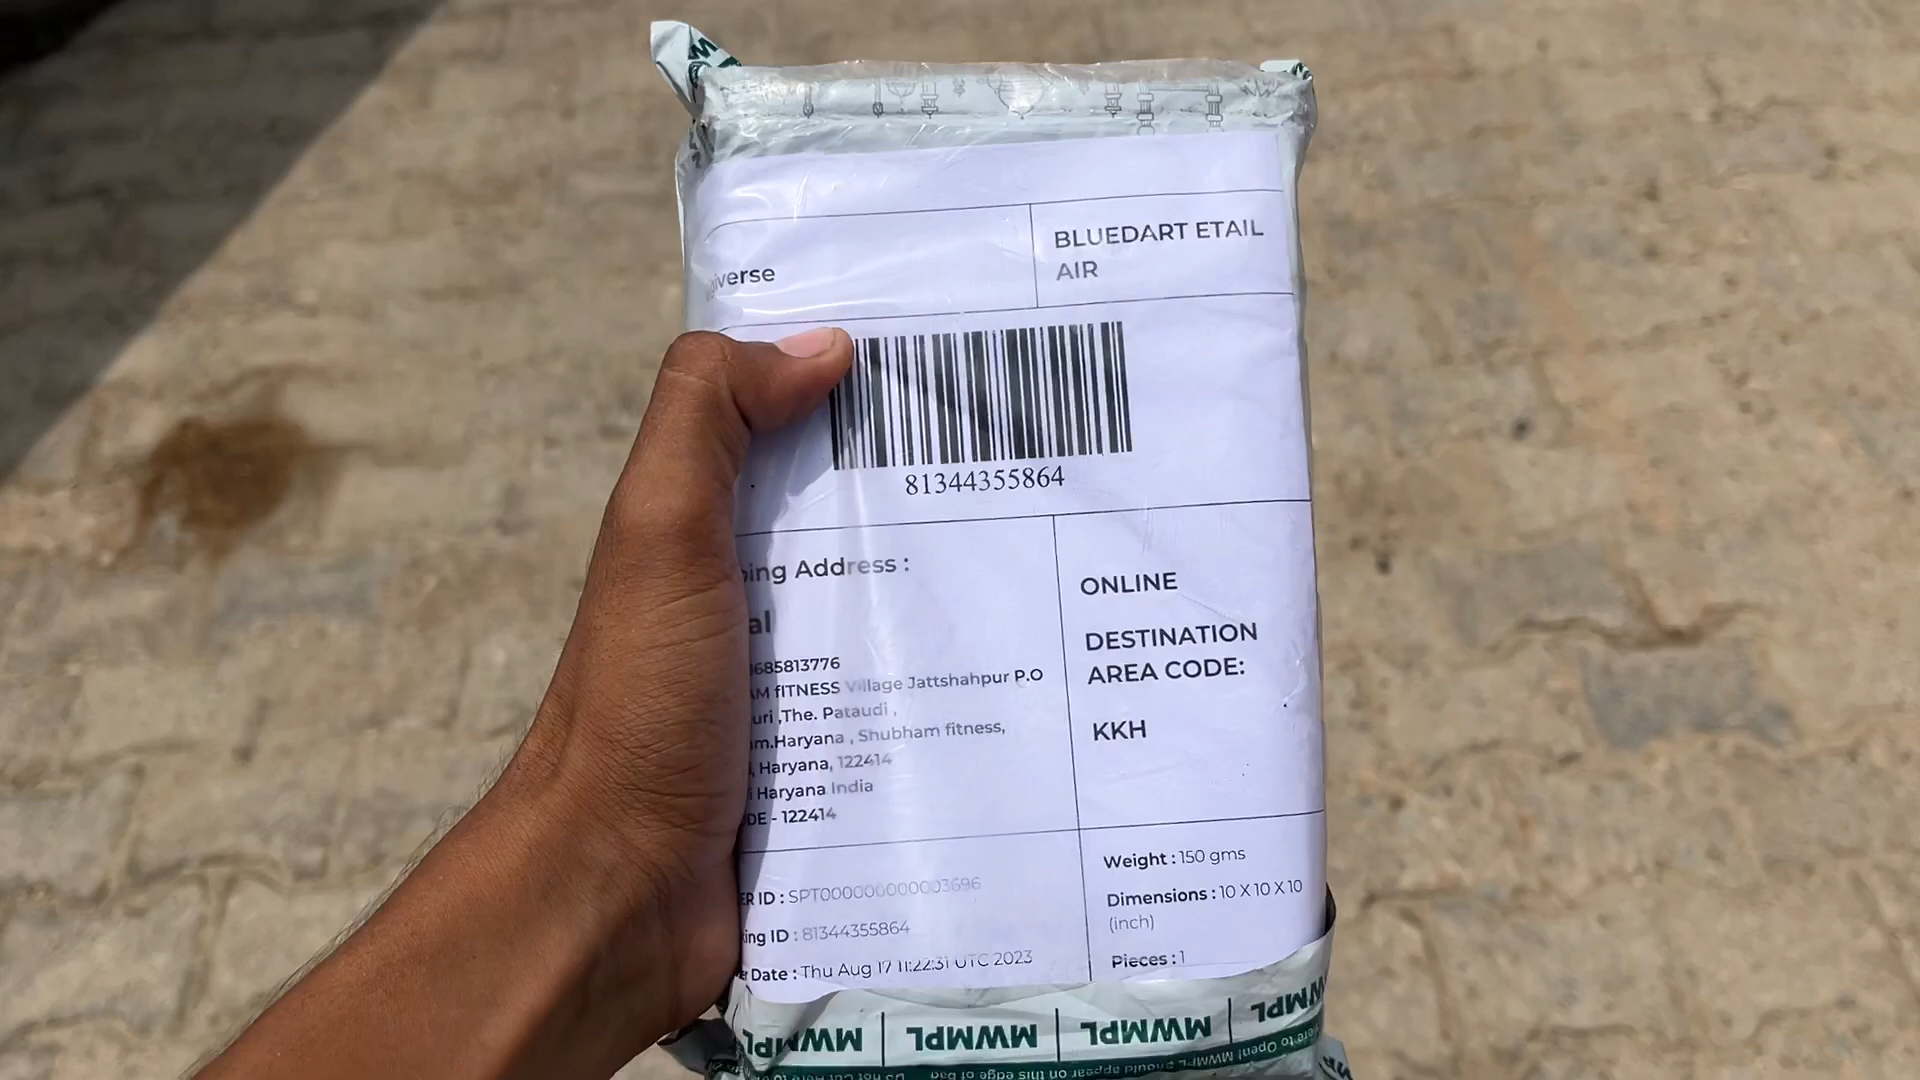 BLUEDART ETAIL
AIR
iverse
81344355864
ping Address :
al
685813776
AM fITNESS Village Jattshahpur P.O
uri ,The. Pataudi ,
m.Haryana , Shubham fitness,
, Haryana, 122414
i Haryana India
DE - 122414
ONLINE
DESTINATION
AREA CODE:
KKH
ER ID : SPT000000000003696
king ID : 81344355864
er Date : Thu Aug 17 11:22:31 UTC 2023
Weight : 150 gms
Dimensions : 10 X 10 X 10
(inch)
Pieces : 1
MWMPL | MWMPL | MWMPL | MWMPL